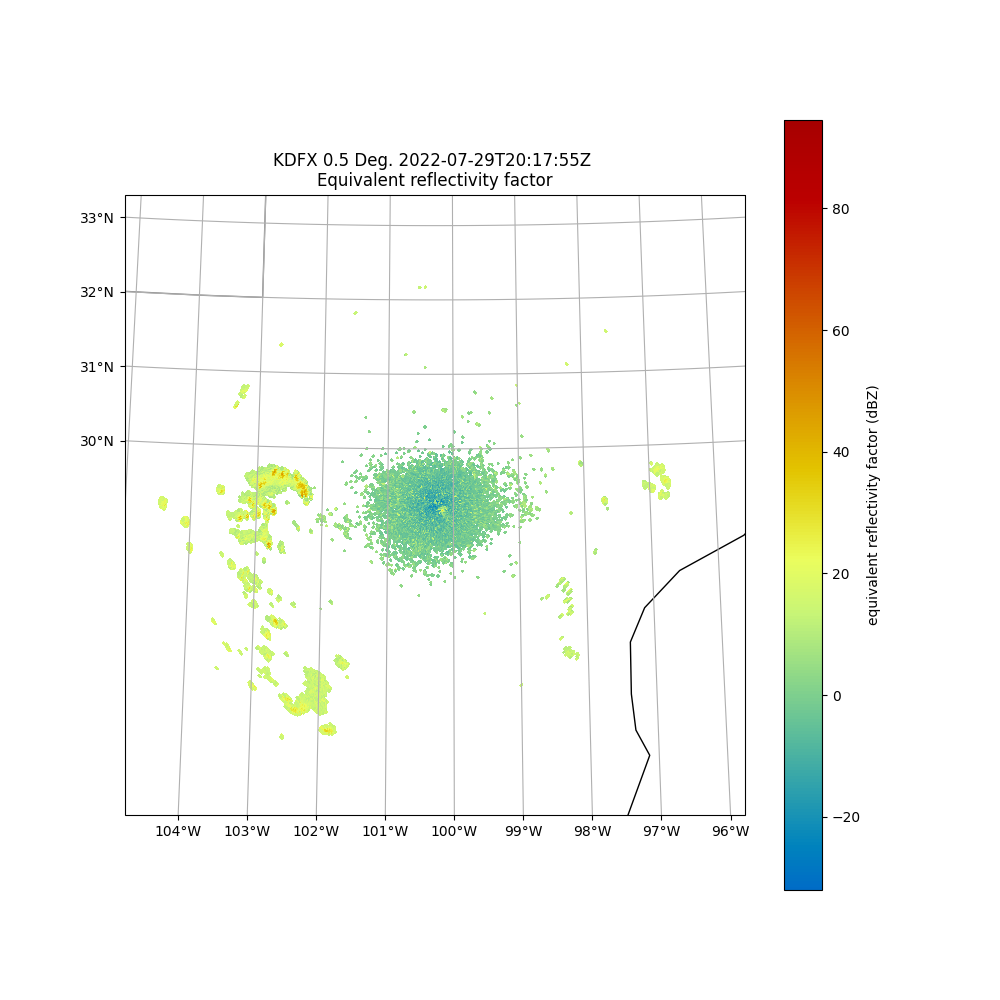 KDFX 0.5 Deg. 2022-07-29T20:17:55Z
Equivalent reflectivity factor
33°N
32°N
31°N
30°N
104°W 103°W 102°W 101°W 100°W 99°W 98°W 97°W 96°W
80
60
40
20
0
−20
equivalent reflectivity factor (dBZ)